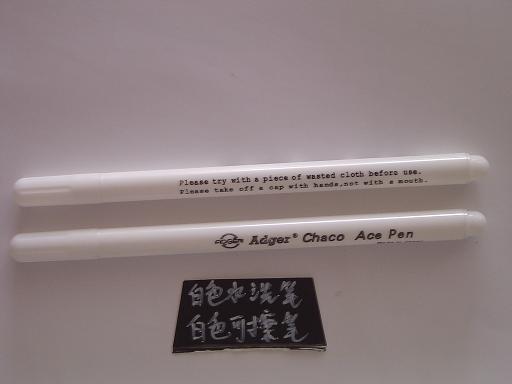 Please try with a piece of wasted cloth before use.
Please take off a cap with hands,not with a mouth.
ADGER Adger® Chaco Ace Pen
白色水洗笔
白色可擦笔